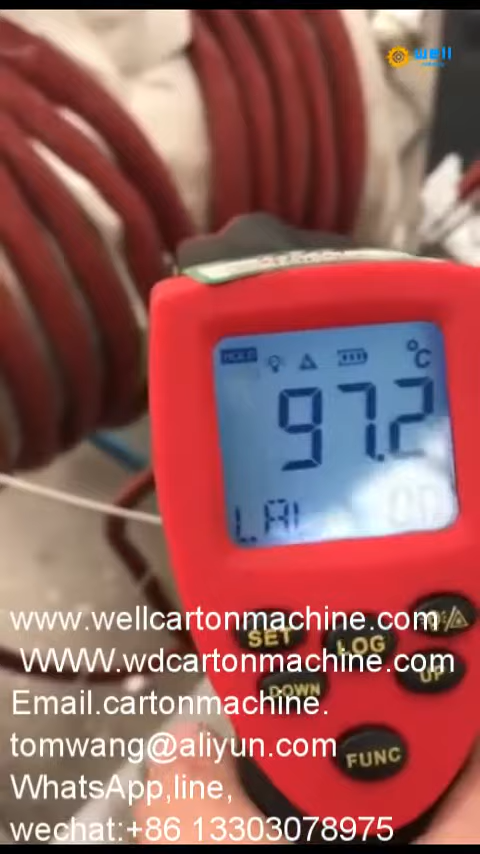 well
HOLD
°C
97.2
LAL
www.wellcartonmachine.com
WWW.wdcartonmachine.com
SET
LOG
UP
DOWN
Email.cartonmachine.
tomwang@aliyun.com
FUNC
WhatsApp,line,
wechat:+86 13303078975